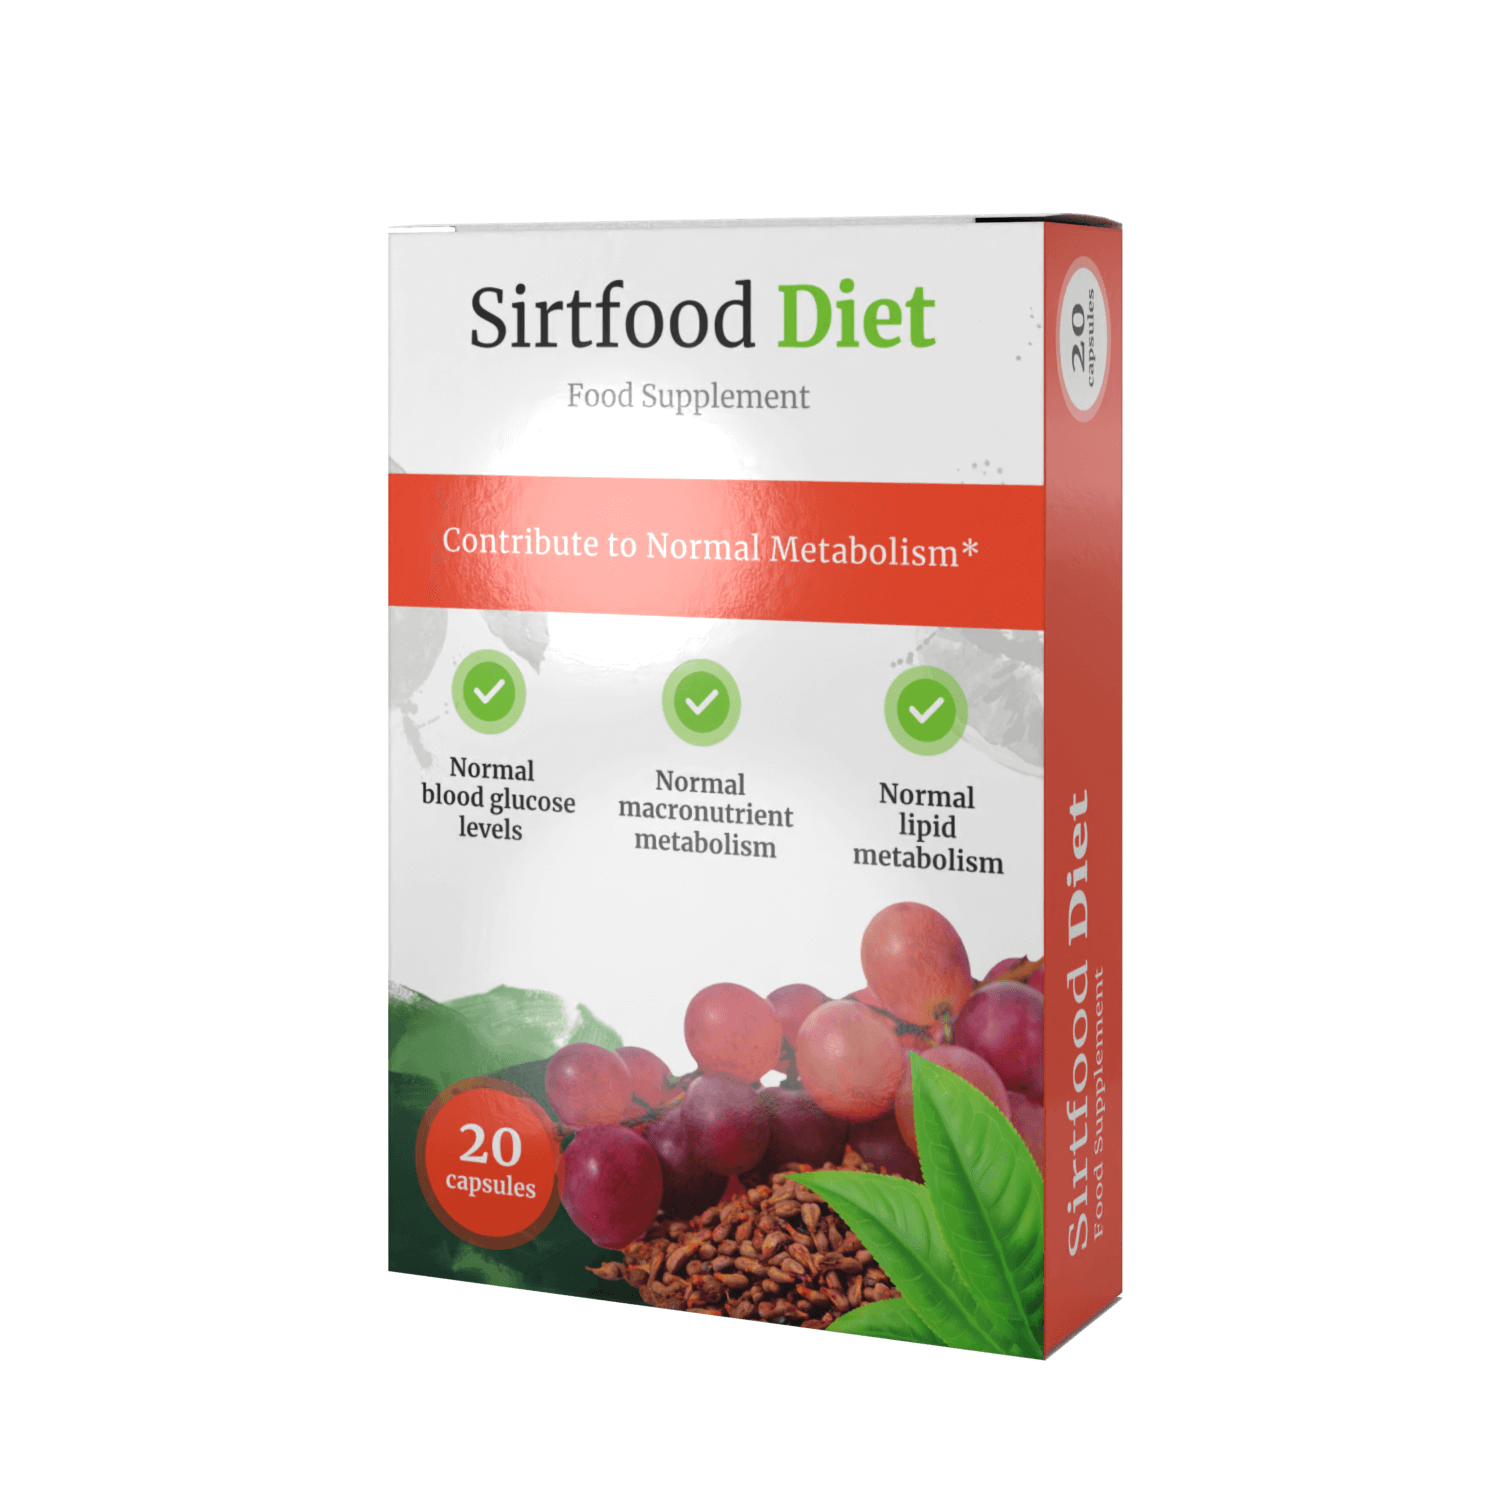 Sirtfood Diet
Food Supplement
Contribute to Normal Metabolism*
Normal
blood glucose
levels
Normal
macronutrient
metabolism
Normal
lipid
metabolism
20
capsules
20
capsules
Sirtfood Diet
Food Supplement